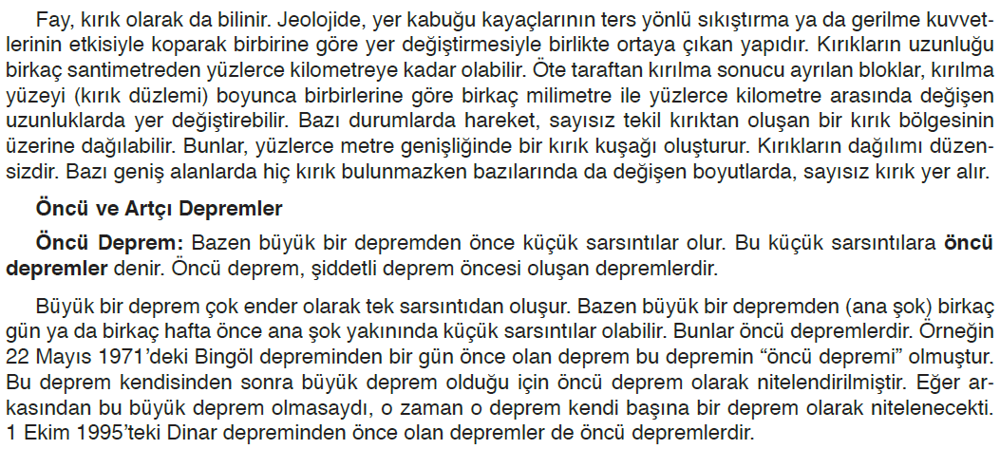 Fay, kırık olarak da bilinir. Jeolojide, yer kabuğu kayaçlarının ters yönlü sıkıştırma ya da gerilme kuvvet-
lerinin etkisiyle koparak birbirine göre yer değiştirmesiyle birlikte ortaya çıkan yapıdır. Kırıkların uzunluğu
birkaç santimetreden yüzlerce kilometreye kadar olabilir. Öte taraftan kırılma sonucu ayrılan bloklar, kırılma
yüzeyi (kırık düzlemi) boyunca birbirlerine göre birkaç milimetre ile yüzlerce kilometre arasında değişen
uzunluklarda yer değiştirebilir. Bazı durumlarda hareket, sayısız tekil kırıktan oluşan bir kırık bölgesinin
üzerine dağılabilir. Bunlar, yüzlerce metre genişliğinde bir kırık kuşağı oluşturur. Kırıkların dağılımı düzen-
sizdir. Bazı geniş alanlarda hiç kırık bulunmazken bazılarında da değişen boyutlarda, sayısız kırık yer alır.
Öncü ve Artçı Depremler
Öncü Deprem: Bazen büyük bir depremden önce küçük sarsıntılar olur. Bu küçük sarsıntılara öncü
depremler denir. Öncü deprem, şiddetli deprem öncesi oluşan depremlerdir.
Büyük bir deprem çok ender olarak tek sarsıntıdan oluşur. Bazen büyük bir depremden (ana şok) birkaç
gün ya da birkaç hafta önce ana şok yakınında küçük sarsıntılar olabilir. Bunlar öncü depremlerdir. Örneğin
22 Mayıs 1971’deki Bingöl depreminden bir gün önce olan deprem bu depremin “öncü depremi” olmuştur.
Bu deprem kendisinden sonra büyük deprem olduğu için öncü deprem olarak nitelendirilmiştir. Eğer ar-
kasından bu büyük deprem olmasaydı, o zaman o deprem kendi başına bir deprem olarak nitelenecekti.
1 Ekim 1995’teki Dinar depreminden önce olan depremler de öncü depremlerdir.